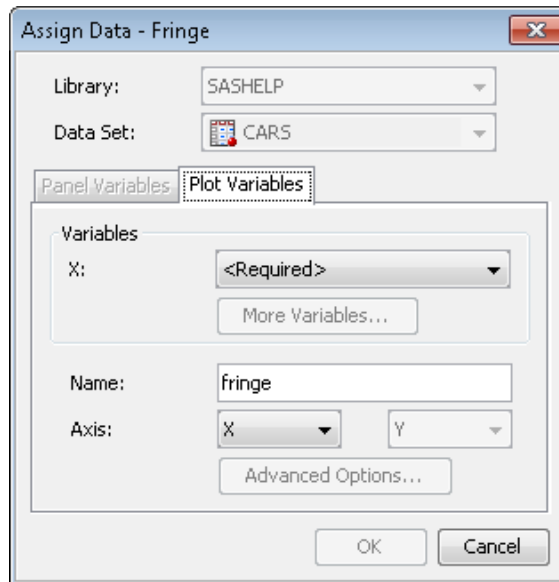 Assign Data - Fringe
Library: SASHELP
Data Set: CARS
Panel Variables Plot Variables
Variables
X: <Required>
More Variables...
Name: fringe
Axis: X Y
Advanced Options...
OK Cancel